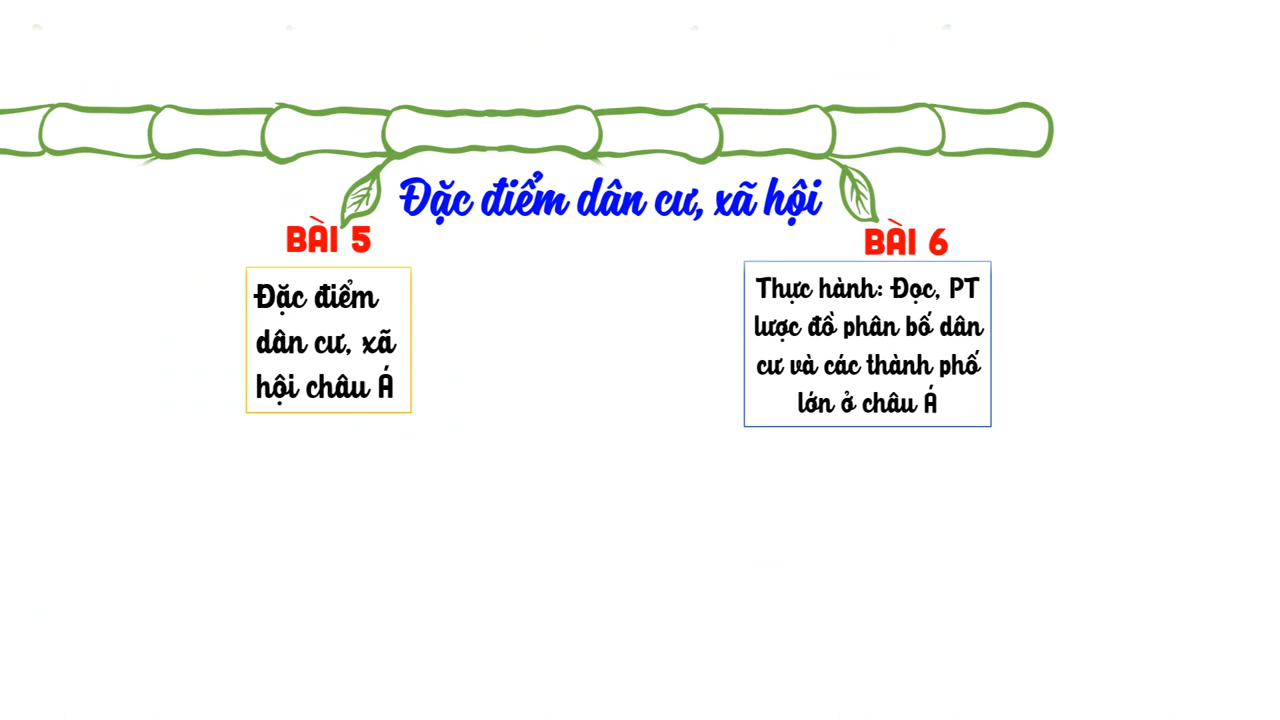 Đặc điểm dân cư, xã hội
BÀI 5
Đặc điểm
dân cư, xã
hội châu Á
BÀI 6
Thực hành: Đọc, PT
lược đồ phân bố dân
cư và các thành phố
lớn ở châu Á